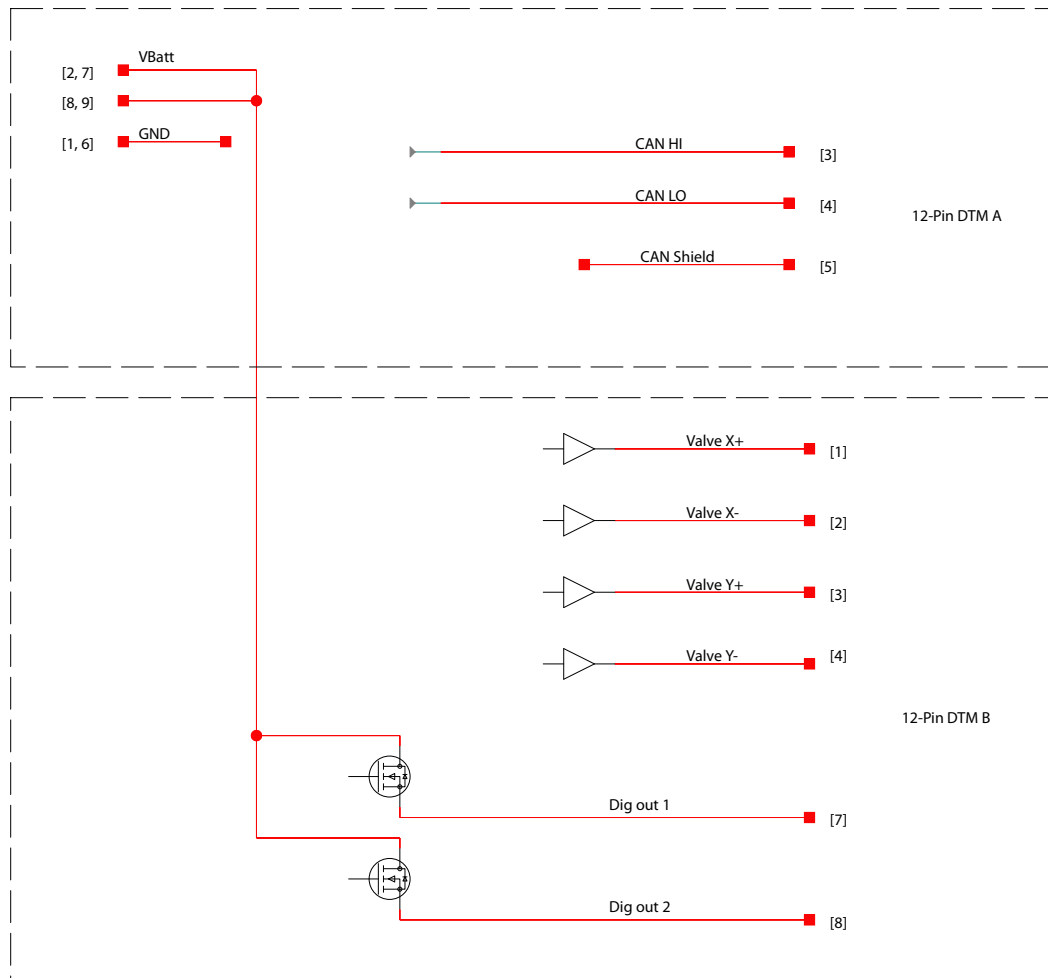 VBatt
[2, 7]
[8, 9]
GND
[1, 6]
CAN HI
[3]
CAN LO
[4]
12-Pin DTM A
CAN Shield
[5]
Valve X+
[1]
Valve X-
[2]
Valve Y+
[3]
Valve Y-
[4]
12-Pin DTM B
Dig out 1
[7]
Dig out 2
[8]